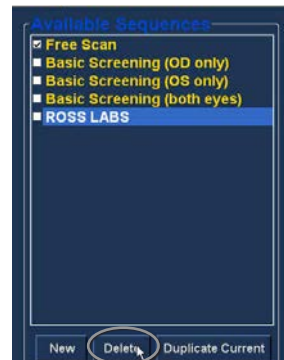 Available Sequences
Free Scan
Basic Screening (OD only)
Basic Screening (OS only)
Basic Screening (both eyes)
ROSS LABS
New Delete Duplicate Current